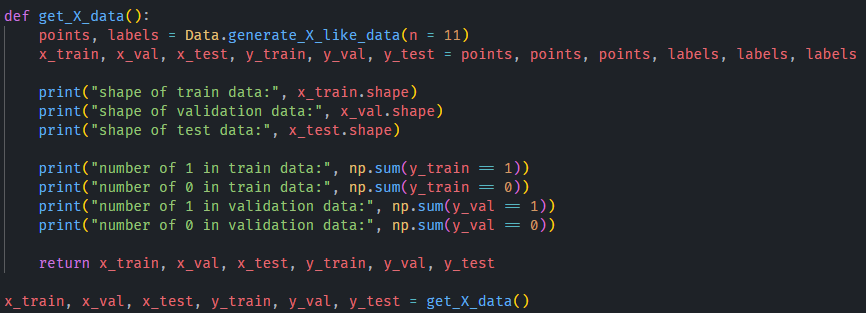 def get_X_data():
    points, labels = Data.generate_X_like_data(n = 11)
    x_train, x_val, x_test, y_train, y_val, y_test = points, points, points, labels, labels, labels

    print("shape of train data:", x_train.shape)
    print("shape of validation data:", x_val.shape)
    print("shape of test data:", x_test.shape)

    print("number of 1 in train data:", np.sum(y_train == 1))
    print("number of 0 in train data:", np.sum(y_train == 0))
    print("number of 1 in validation data:", np.sum(y_val == 1))
    print("number of 0 in validation data:", np.sum(y_val == 0))

    return x_train, x_val, x_test, y_train, y_val, y_test

x_train, x_val, x_test, y_train, y_val, y_test = get_X_data()